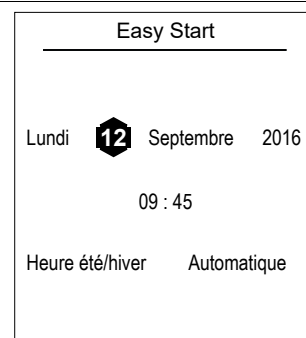 Easy Start
Lundi 12 Septembre 2016
09 : 45
Heure été/hiver Automatique